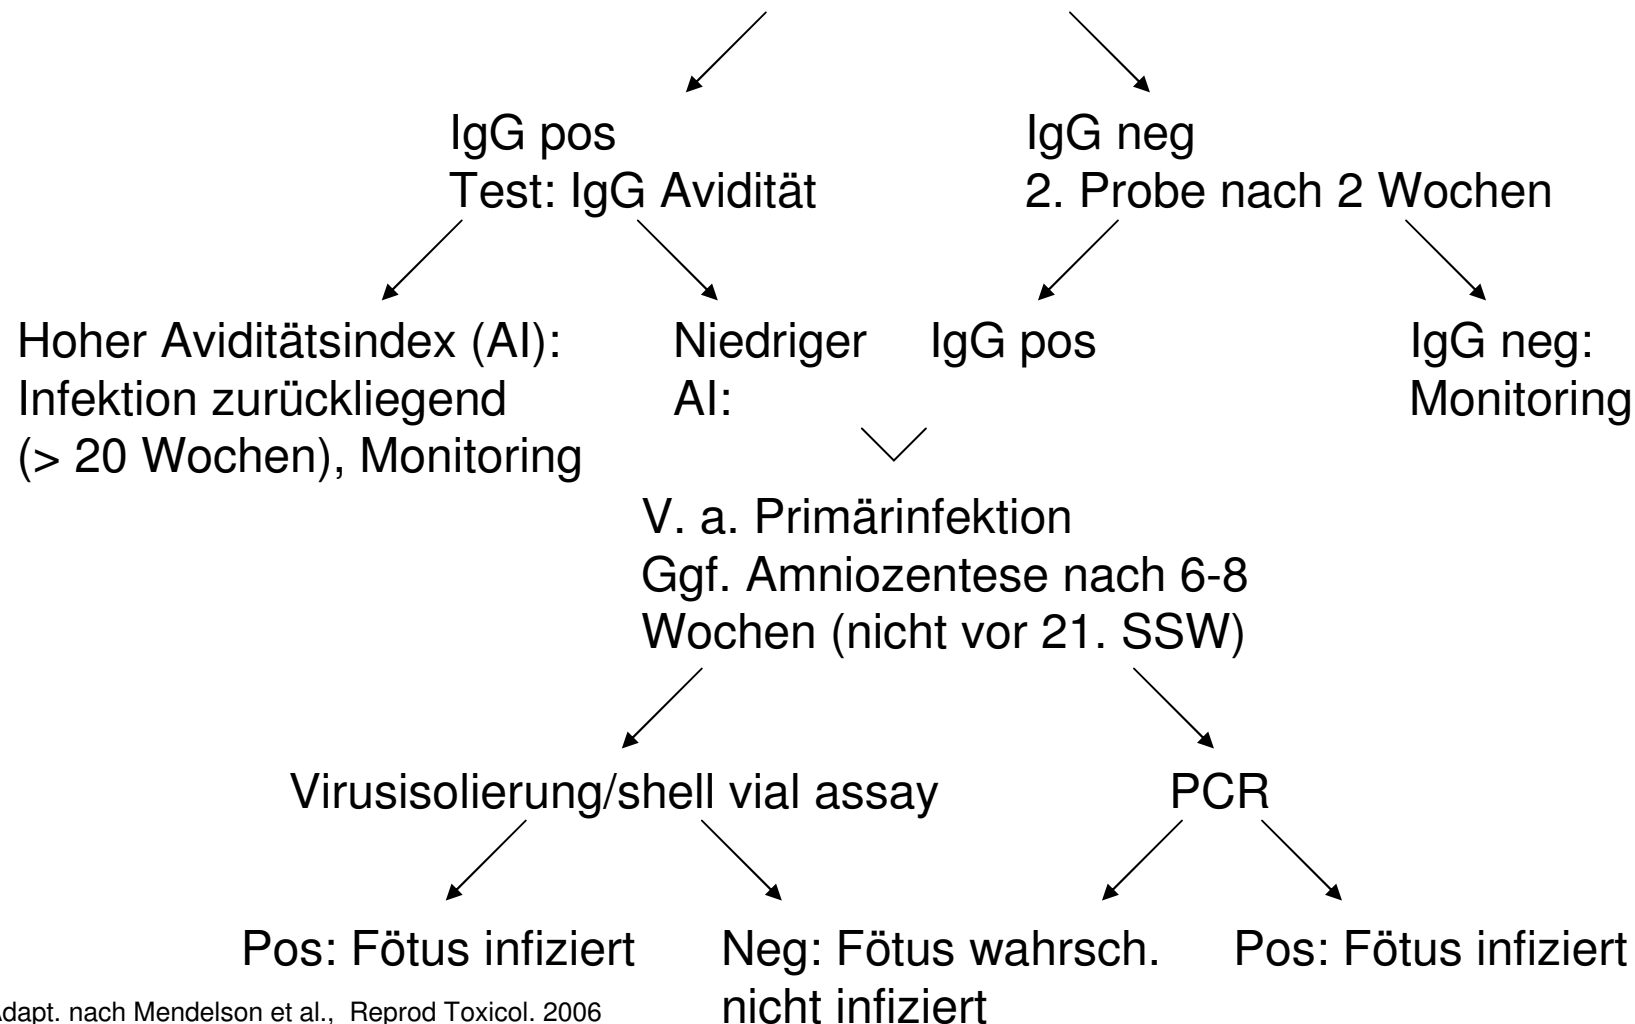 IgG pos
Test: IgG Avidität
IgG neg
2. Probe nach 2 Wochen
Hoher Aviditätsindex (AI):
Infektion zurückliegend
(> 20 Wochen), Monitoring
Niedriger
AI:
IgG pos
IgG neg:
Monitoring
V. a. Primärinfektion
Ggf. Amniozentese nach 6-8
Wochen (nicht vor 21. SSW)
Virusisolierung/shell vial assay
PCR
Pos: Fötus infiziert
Neg: Fötus wahrsch.
nicht infiziert
Pos: Fötus infiziert
Adapt. nach Mendelson et al., Reprod Toxicol. 2006